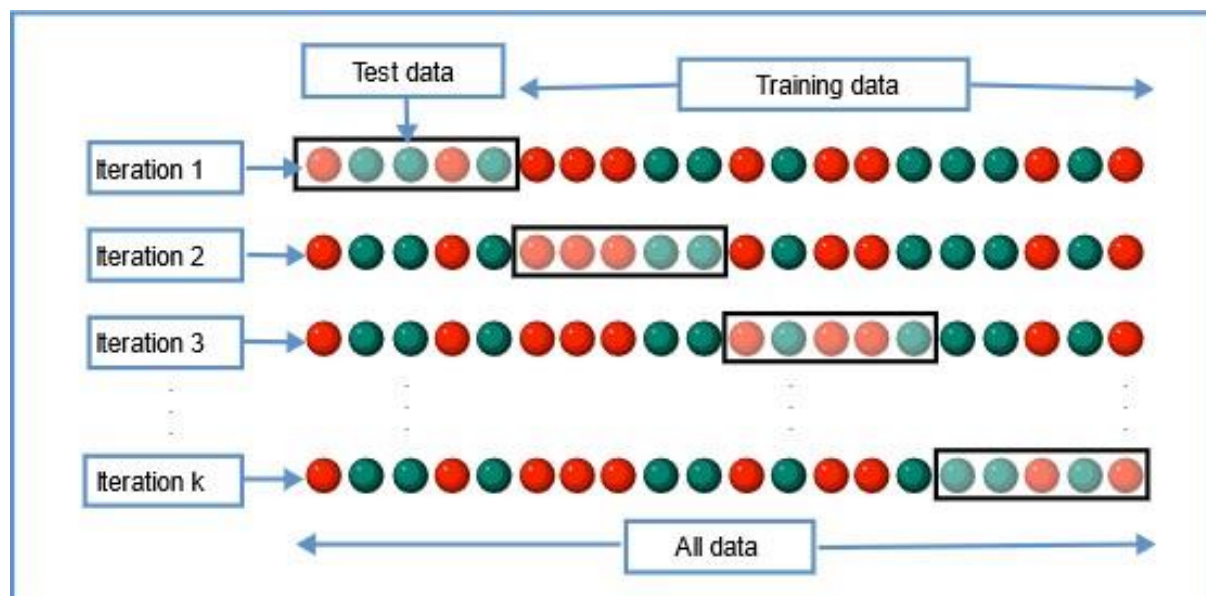 Test data
Training data
Iteration 1
Iteration 2
Iteration 3
Iteration k
All data